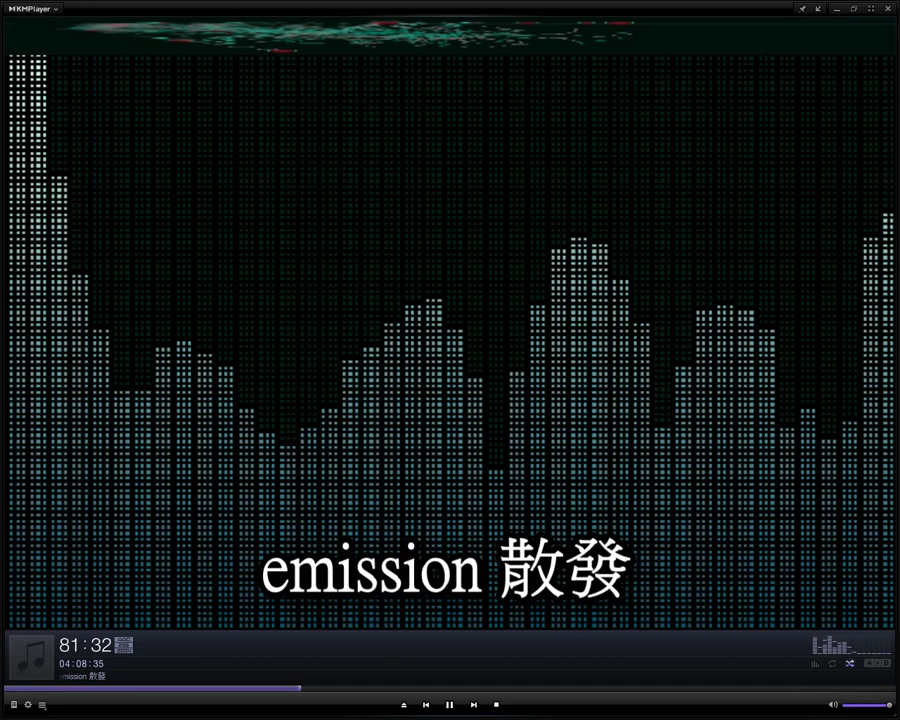 KMPlayer
emission 散發
81:32
04:08:35
emission 散發
A B